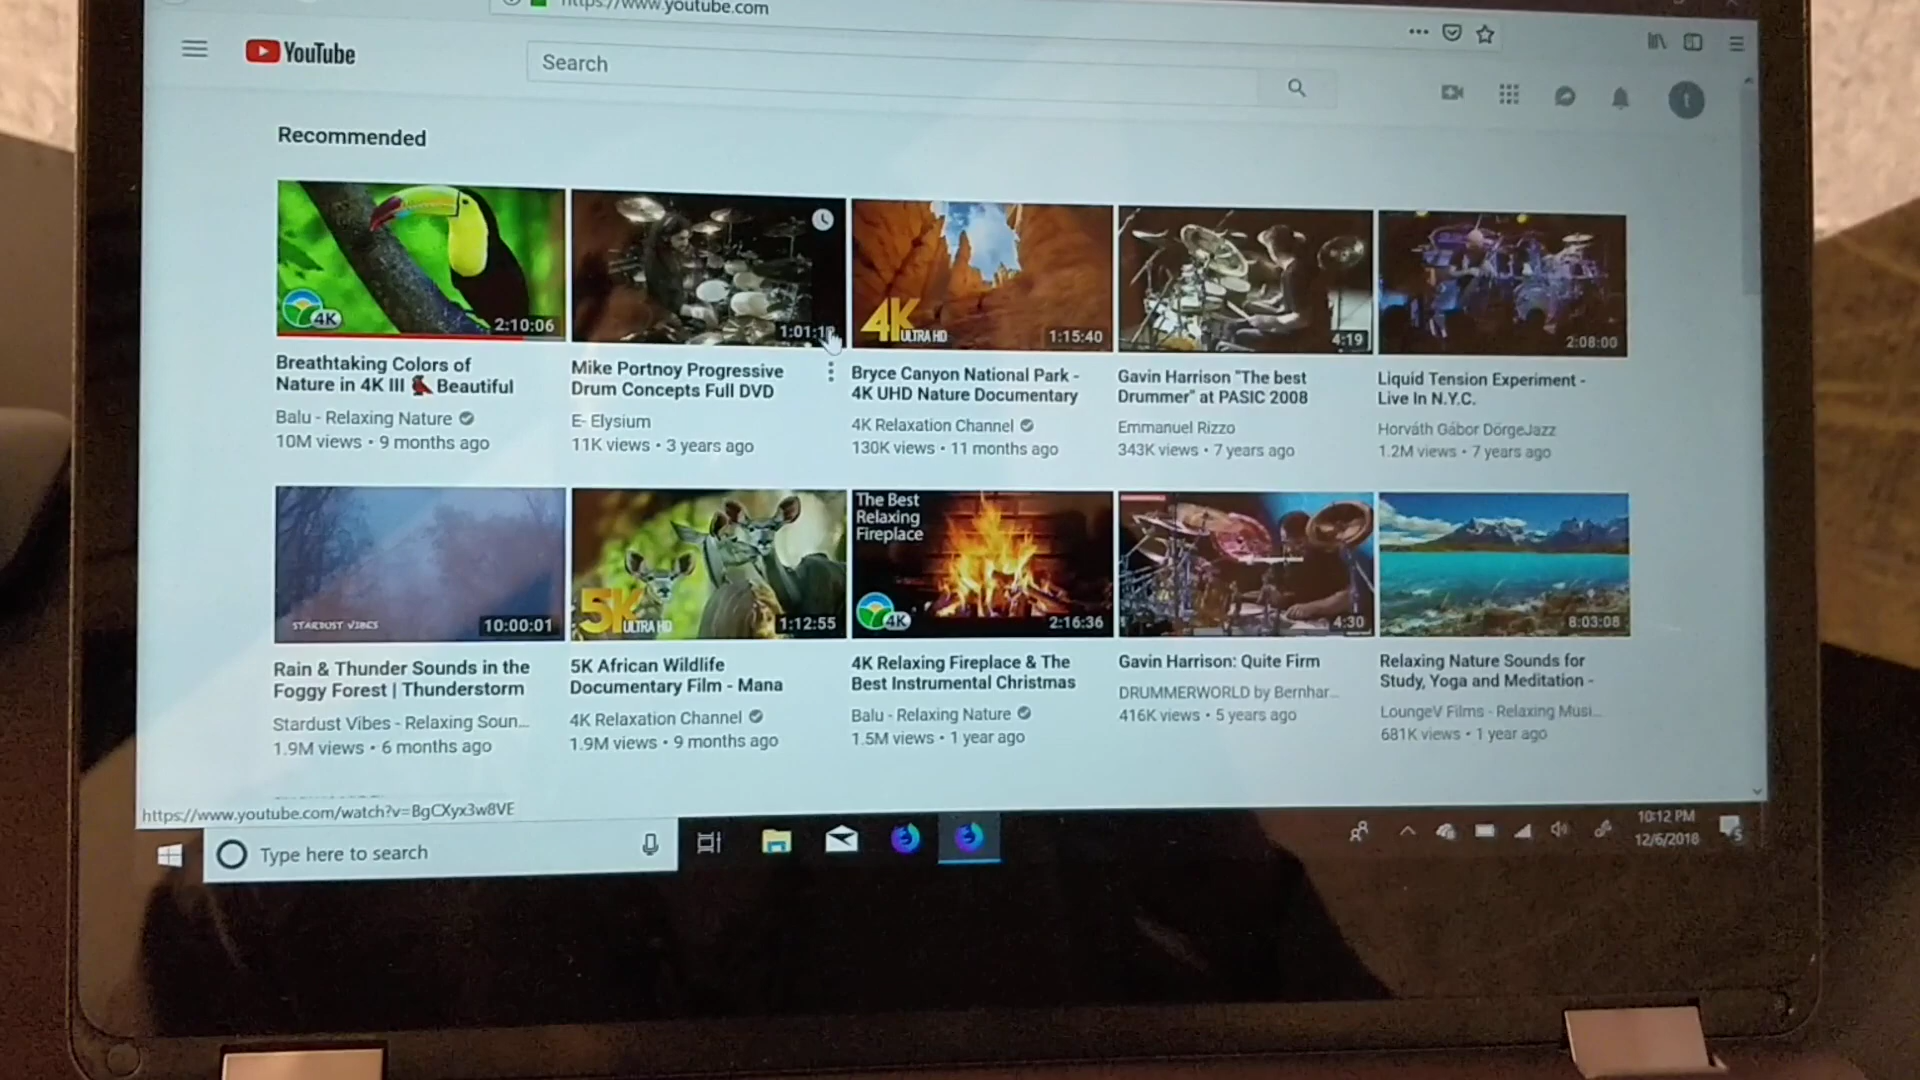 https://www.youtube.com
YouTube
Search
t
Recommended
4K
2:10:06
4K
ULTRA HD
1:15:40
4:19
2:08:00
Breathtaking Colors of
Nature in 4K III Beautiful
Balu - Relaxing Nature
10M views • 9 months ago
Mike Portnoy Progressive
Drum Concepts Full DVD
E- Elysium
11K views • 3 years ago
Bryce Canyon National Park -
4K UHD Nature Documentary
4K Relaxation Channel
130K views • 11 months ago
Gavin Harrison "The best
Drummer" at PASIC 2008
Emmanuel Rizzo
343K views • 7 years ago
Liquid Tension Experiment -
Live In N.Y.C.
Horváth Gábor DörgeJazz
1.2M views • 7 years ago
STARDUST VIBES
10:00:01
5K
ULTRA HD
1:12:55
The Best
Relaxing
Fireplace
4K
2:16:36
4:30
8:03:08
Rain & Thunder Sounds in the
Foggy Forest | Thunderstorm
Stardust Vibes - Relaxing Soun...
1.9M views • 6 months ago
5K African Wildlife
Documentary Film - Mana
4K Relaxation Channel
1.9M views • 9 months ago
4K Relaxing Fireplace & The
Best Instrumental Christmas
Balu - Relaxing Nature
1.5M views • 1 year ago
Gavin Harrison: Quite Firm
DRUMMERWORLD by Bernhar...
416K views • 5 years ago
Relaxing Nature Sounds for
Study, Yoga and Meditation -
LoungeV Films - Relaxing Musi...
681K views • 1 year ago
https://www.youtube.com/watch?v=BgCXyx3w8VE
Type here to search
10:12 PM
12/6/2018
5